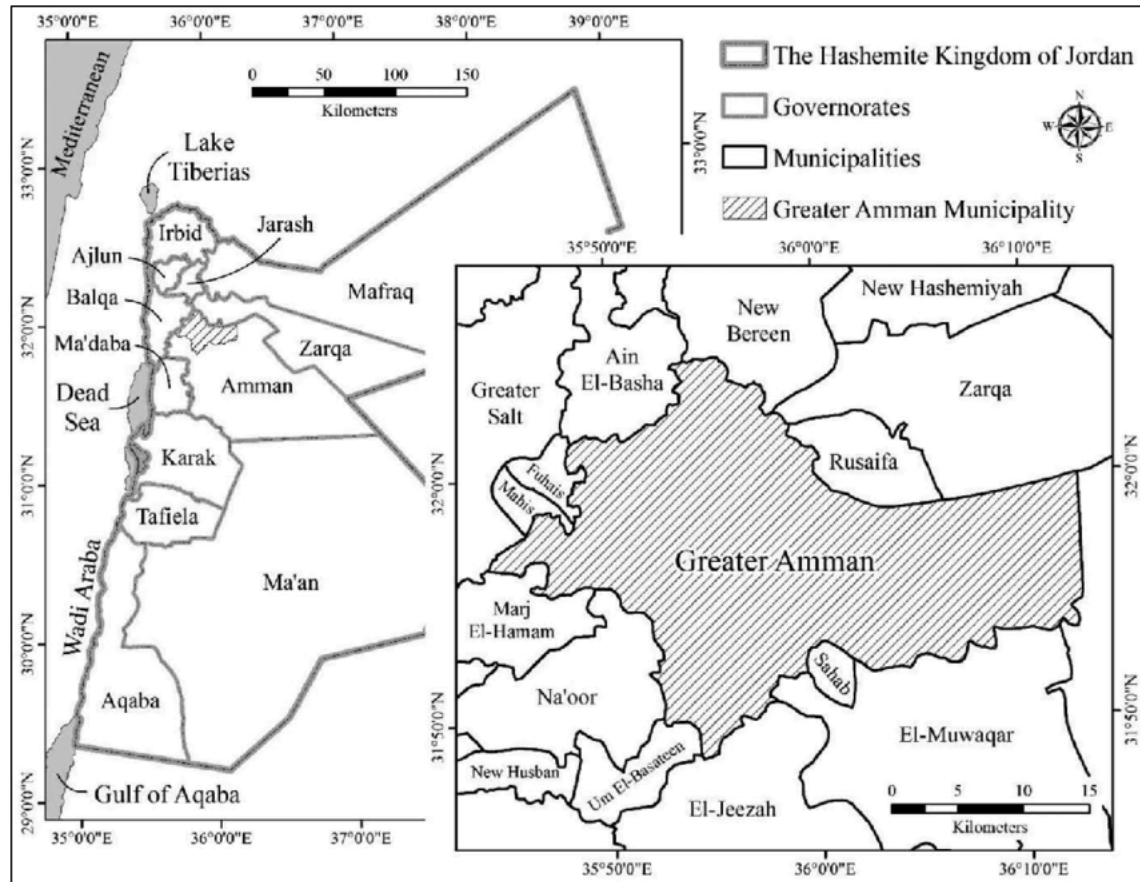 35°0'0"E
36°0'0"E
37°0'0"E
38°0'0"E
39°0'0"E
0 50 100 150
Kilometers
The Hashemite Kingdom of Jordan
Governorates
Municipalities
Greater Amman Municipality
N
W E
S
Mediterranean
Lake
Tiberias
Irbid
Jarash
Ajlun
Balqa
Mafraq
Ma'daba
Zarqa
Amman
Dead
Sea
Karak
Tafiela
Wadi Araba
Ma'an
Aqaba
Gulf of Aqaba
33°0'0"N
32°0'0"N
31°0'0"N
30°0'0"N
29°0'0"N
33°0'0"N
35°0'0"E
36°0'0"E
37°0'0"E
35°50'0"E
36°0'0"E
36°10'0"E
New Hashemiyah
New
Bereen
Ain
El-Basha
Zarqa
Greater
Salt
Rusaifa
Fuhais
Mahis
Greater Amman
Marj
El-Hamam
Sahab
Na'oor
El-Muwaqar
New Husban
Um El-Basateen
El-Jeezah
0 5 10 15
Kilometers
32°0'0"N
31°50'0"N
32°0'0"N
31°50'0"N
35°50'0"E
36°0'0"E
36°10'0"E